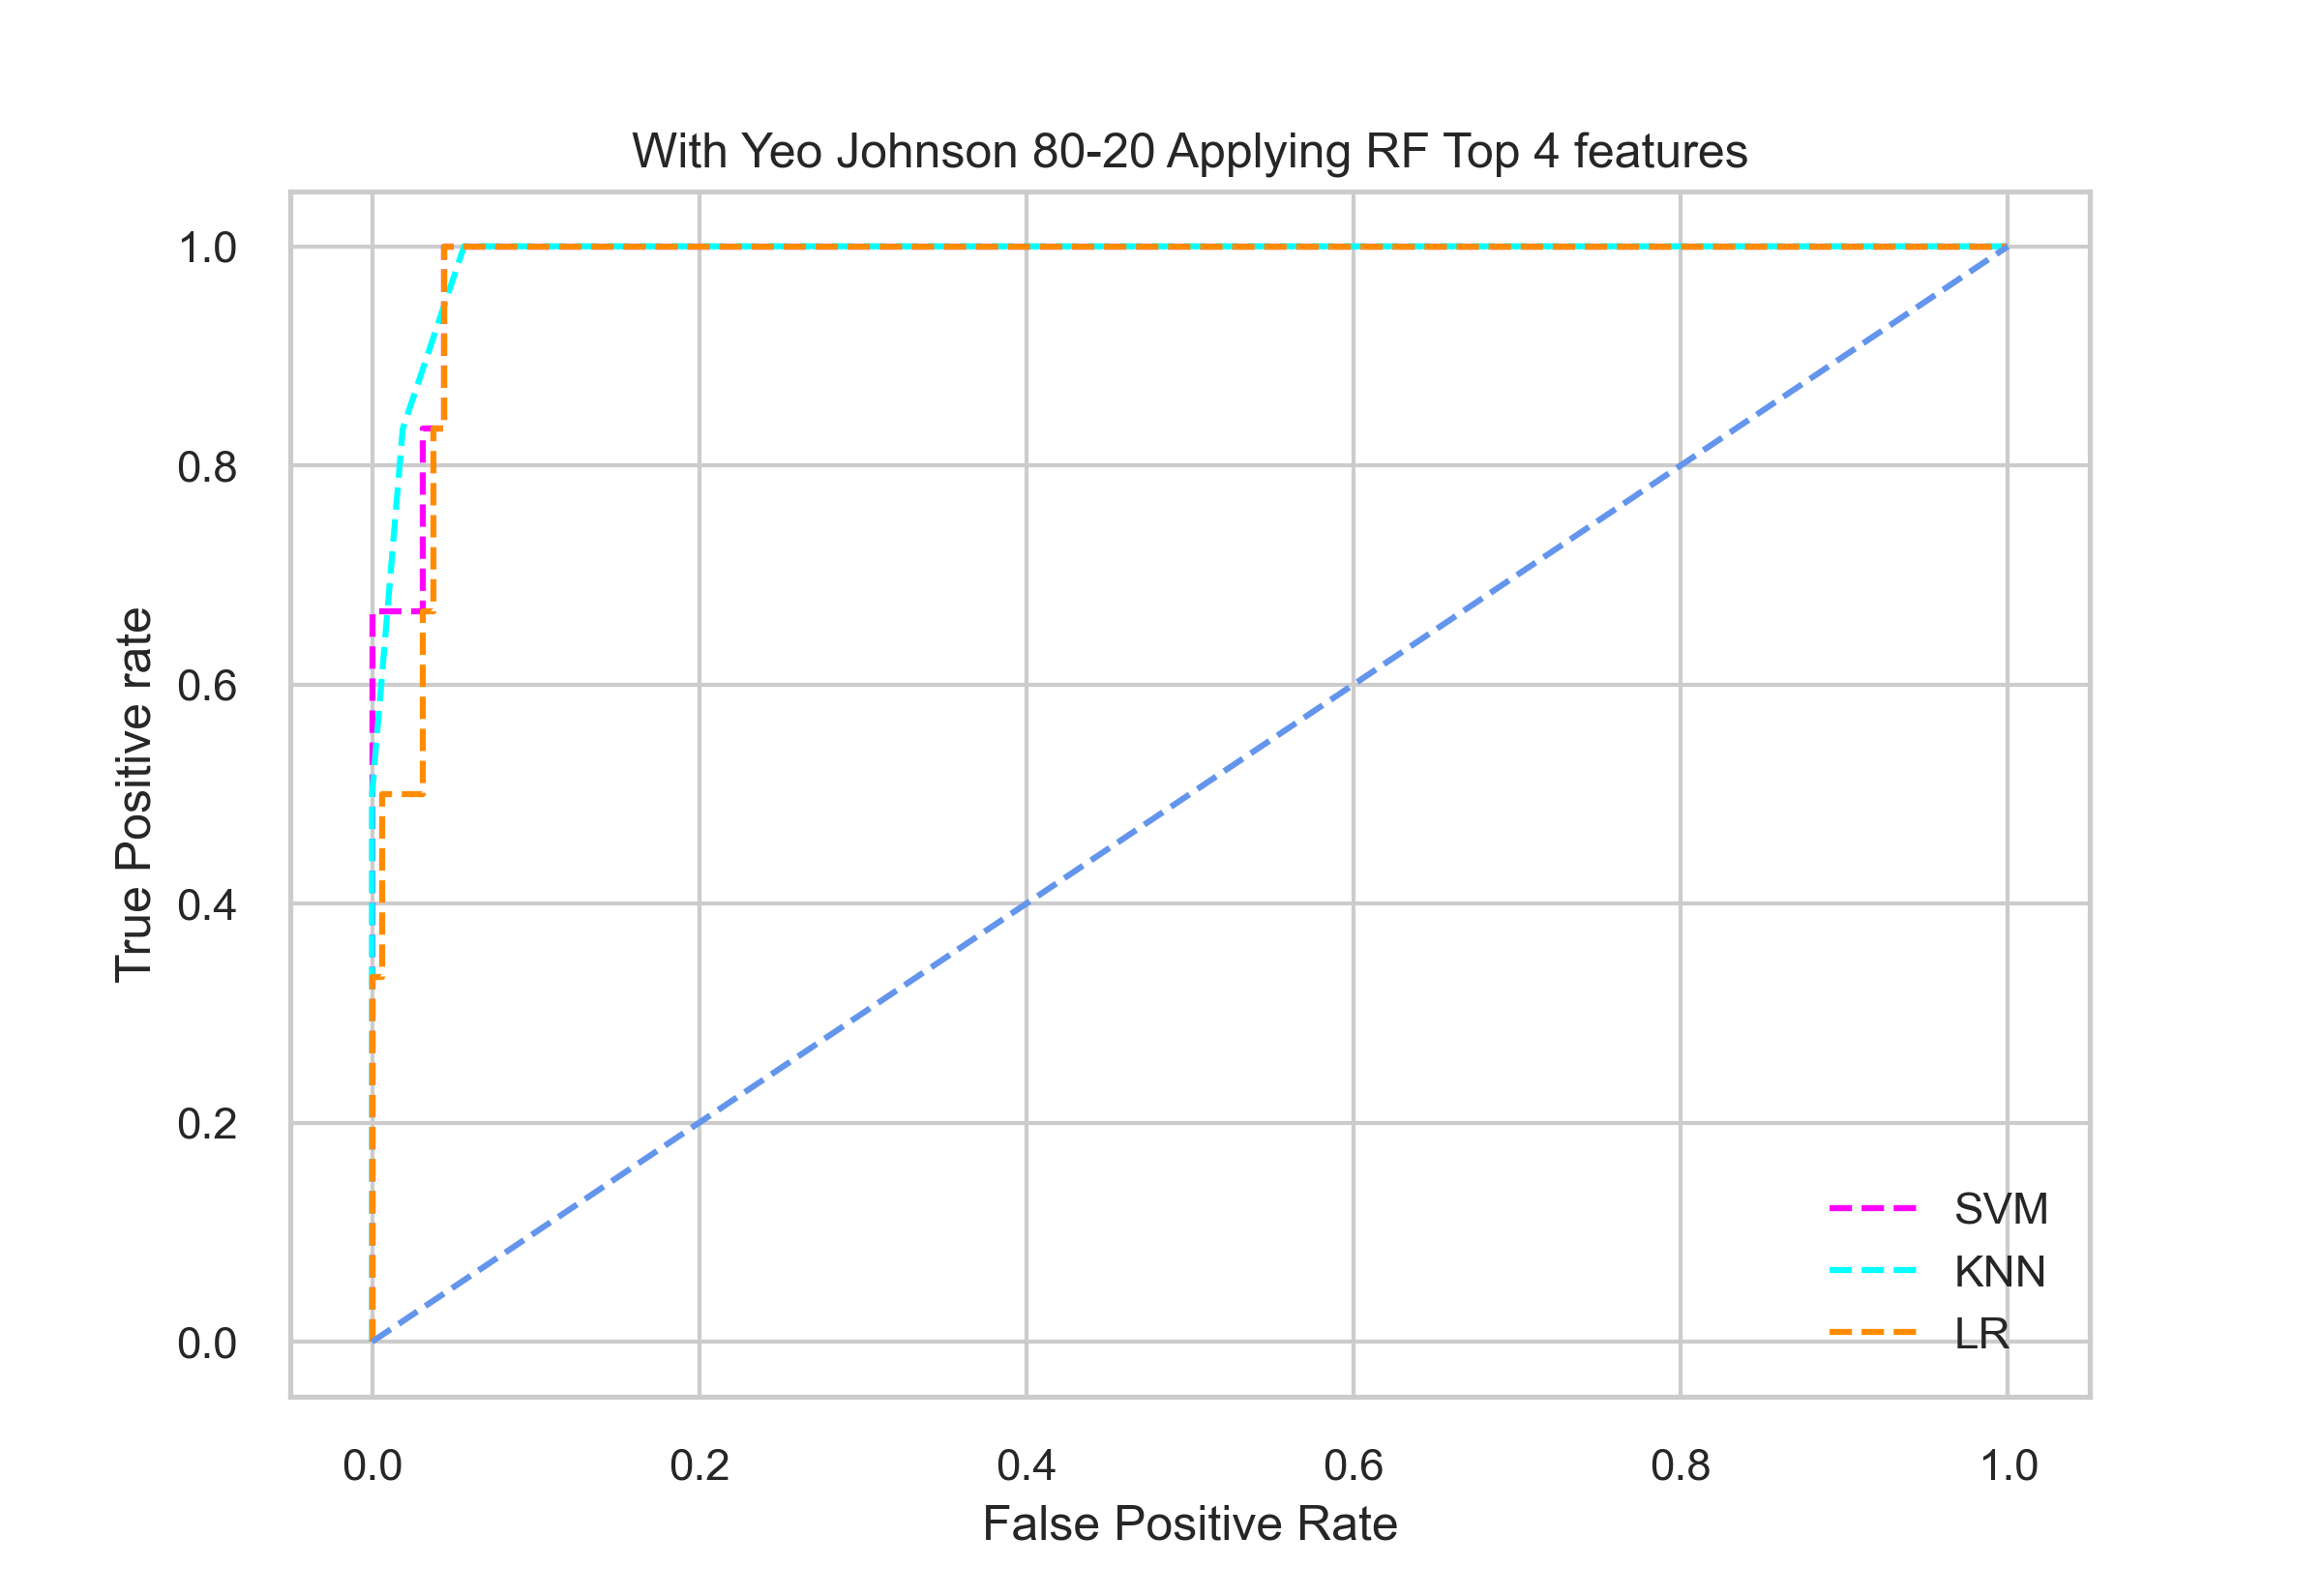 With Yeo Johnson 80-20 Applying RF Top 4 features
1.0
0.8
0.6
0.4
0.2
0.0
True Positive rate
SVM
KNN
LR
0.0 0.2 0.4 0.6 0.8 1.0
False Positive Rate